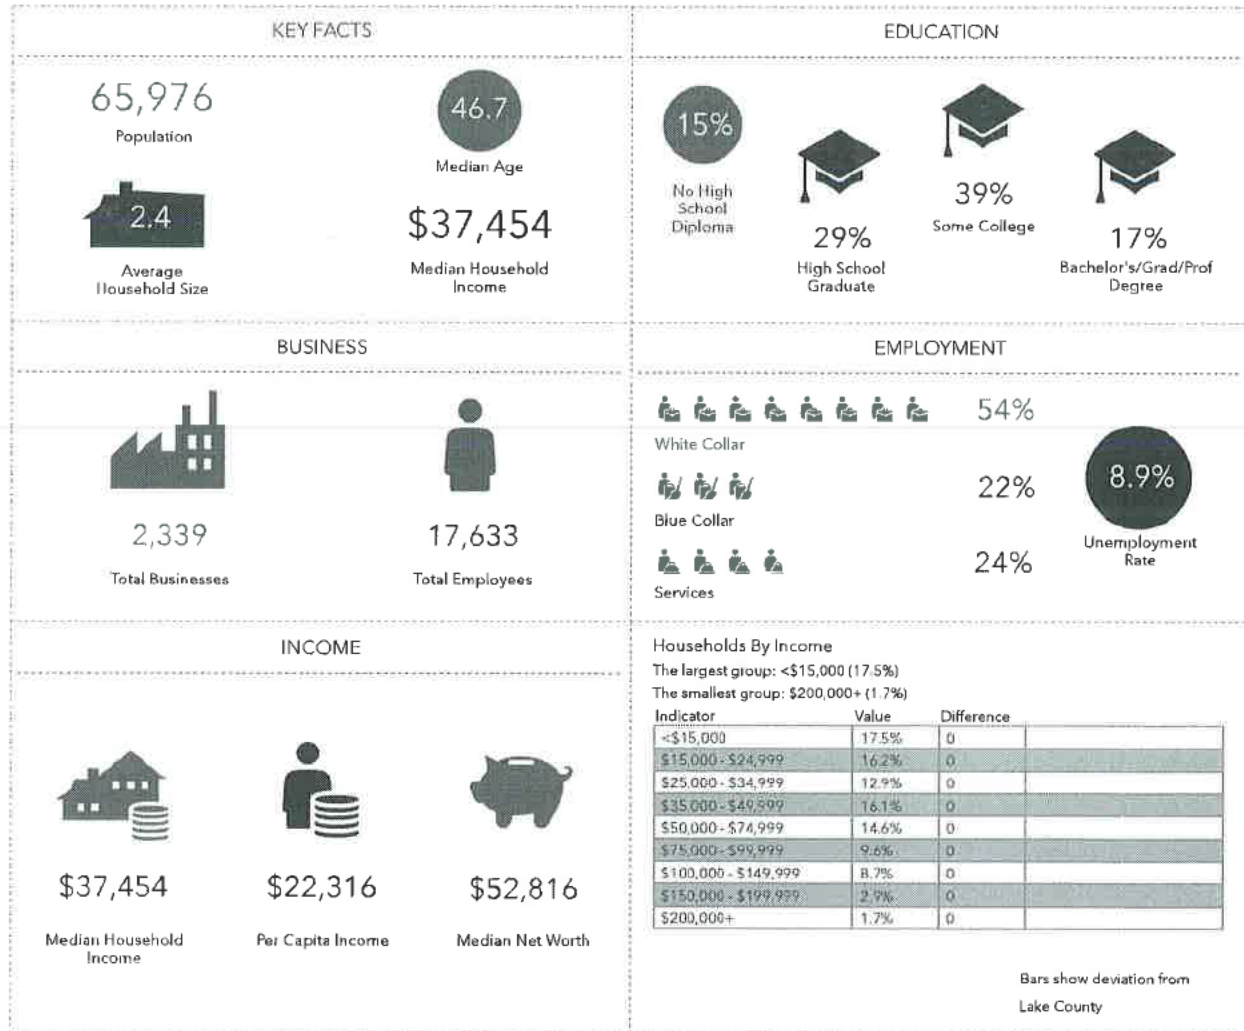 KEY FACTS
65,976
Population
46.7
Median Age
2.4
Average
Household Size
$37,454
Median Household
Income
EDUCATION
15%
No High
School
Diploma
29%
High School
Graduate
39%
Some College
17%
Bachelor's/Grad/Prof
Degree
BUSINESS
2,339
Total Businesses
17,633
Total Employees
EMPLOYMENT
54%
White Collar
22%
Blue Collar
24%
Services
8.9%
Unemployment
Rate
INCOME
$37,454
Median Household
Income
$22,316
Per Capita Income
$52,816
Median Net Worth
Households By Income
The largest group: <$15,000 (17.5%)
The smallest group: $200,000+ (1.7%)
Indicator Value Difference
<$15,000 17.5% 0
$15,000 - $24,999 16.2% 0
$25,000 - $34,999 12.9% 0
$35,000 - $49,999 16.1% 0
$50,000 - $74,999 14.6% 0
$75,000 - $99,999 9.6% 0
$100,000 - $149,999 8.7% 0
$150,000 - $199,999 2.9% 0
$200,000+ 1.7% 0
Bars show deviation from
Lake County